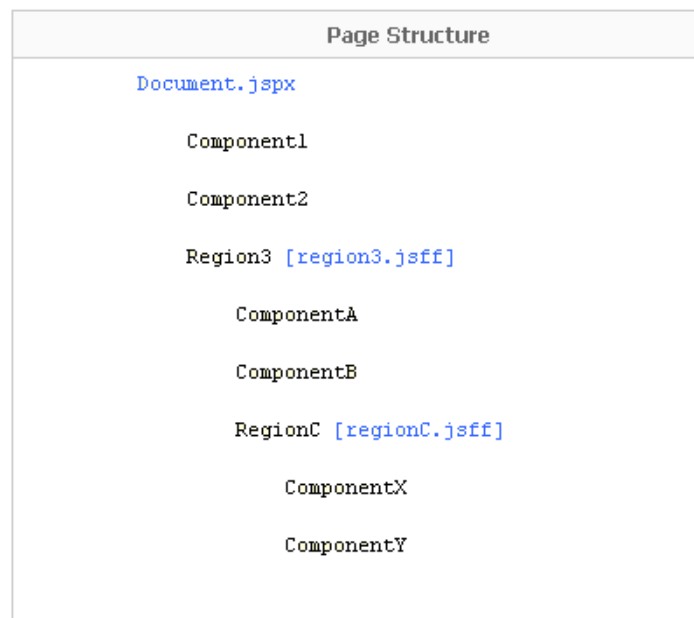 Page Structure
Document.jspx
Component1
Component2
Region3 [region3.jsff]
ComponentA
ComponentB
RegionC [regionC.jsff]
ComponentX
ComponentY